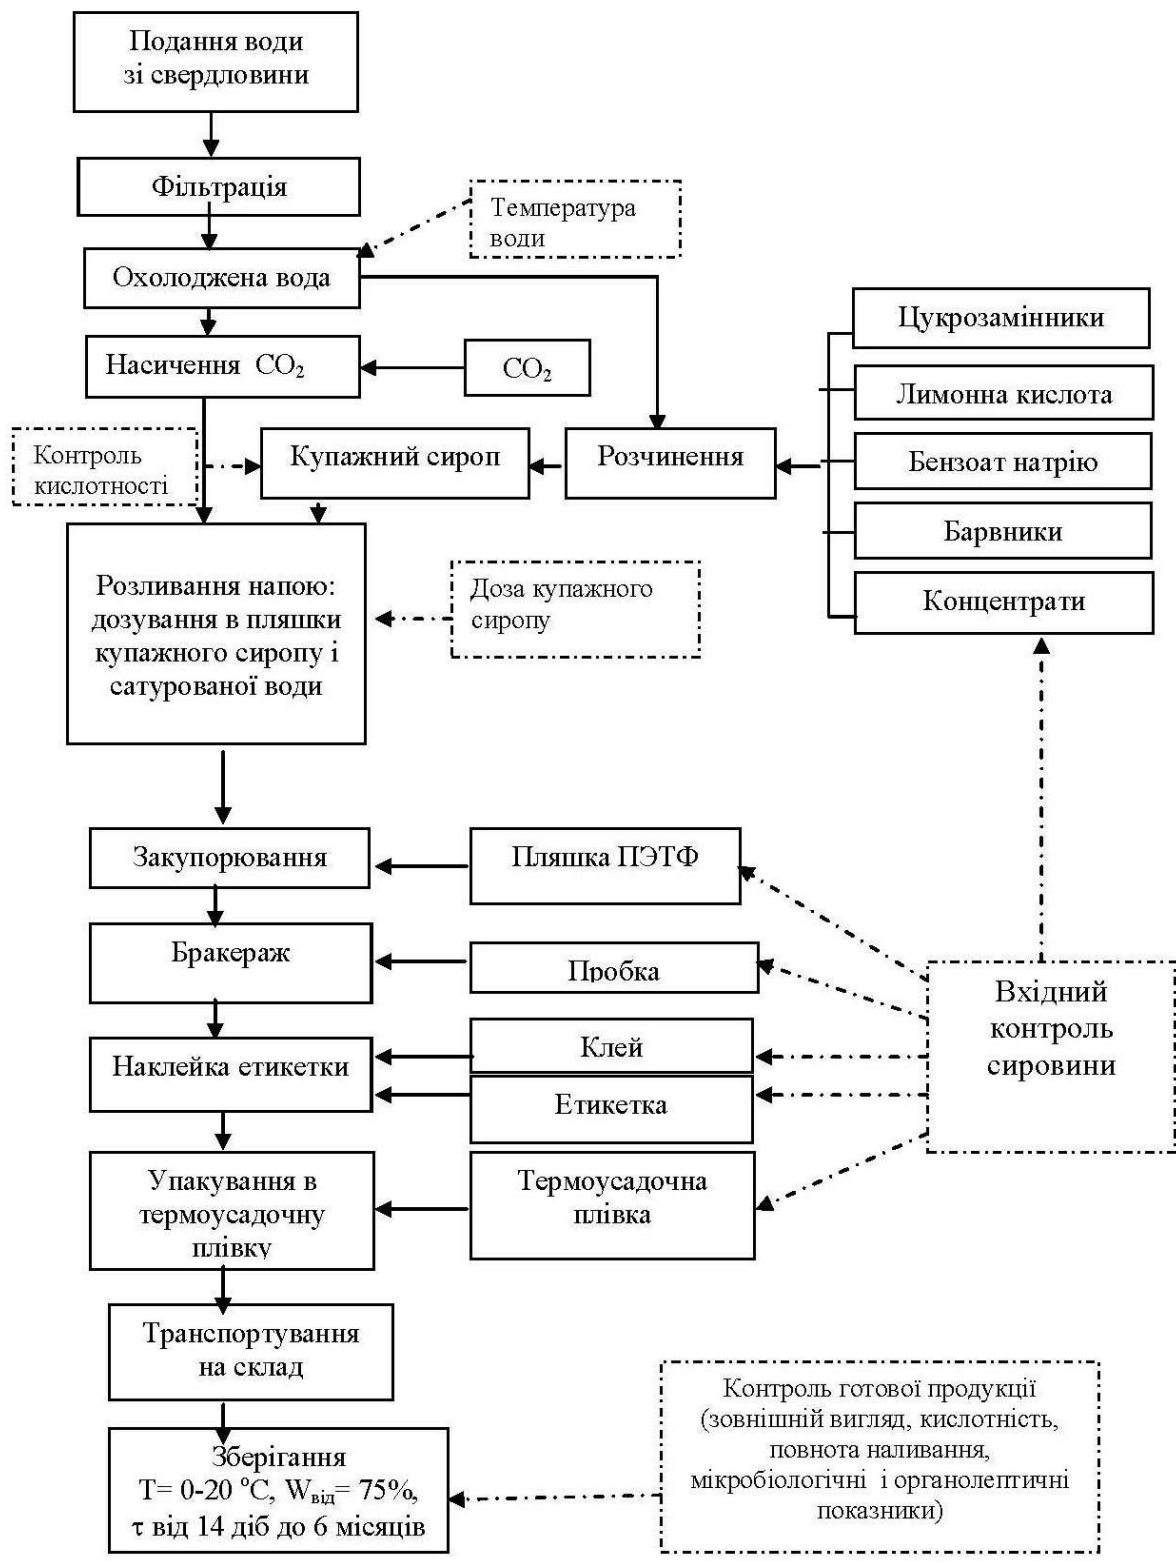 Подання води
зі свердловини
Фільтрація
Температура
води
Охолоджена вода
Насичення CO₂
CO₂
Цукрозамінники
Лимонна кислота
Бензоат натрію
Барвники
Концентрати
Контроль
кислотності
Купажний сироп
Розчинення
Розливання напою:
дозування в пляшки
купажного сиропу і
сатурованої води
Доза купажного
сиропу
Закупорювання
Пляшка ПЭТФ
Бракераж
Пробка
Вхідний
контроль
сировини
Наклейка етикетки
Клей
Етикетка
Упакування в
термоусадочну
плівку
Термоусадочна
плівка
Транспортування
на склад
Контроль готової продукції
(зовнішній вигляд, кислотність,
повнота наливання,
мікробіологічні і органолептичні
показники)
Зберігання
T= 0-20 °C, Wвід= 75%,
τ від 14 діб до 6 місяців